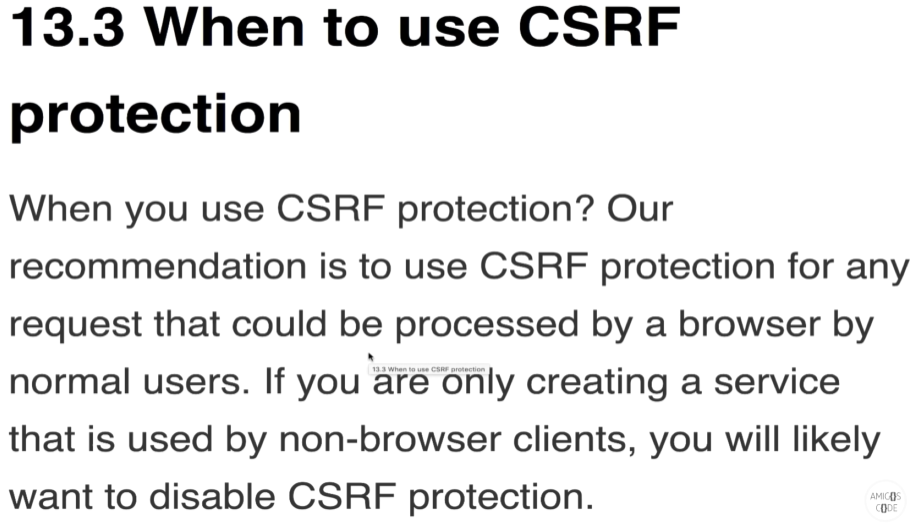 13.3 When to use CSRF
protection
When you use CSRF protection? Our
recommendation is to use CSRF protection for any
request that could be processed by a browser by
13.3 When to use CSRF protection
normal users. If you are only creating a service
that is used by non-browser clients, you will likely
want to disable CSRF protection.
AMIGOS
CODE